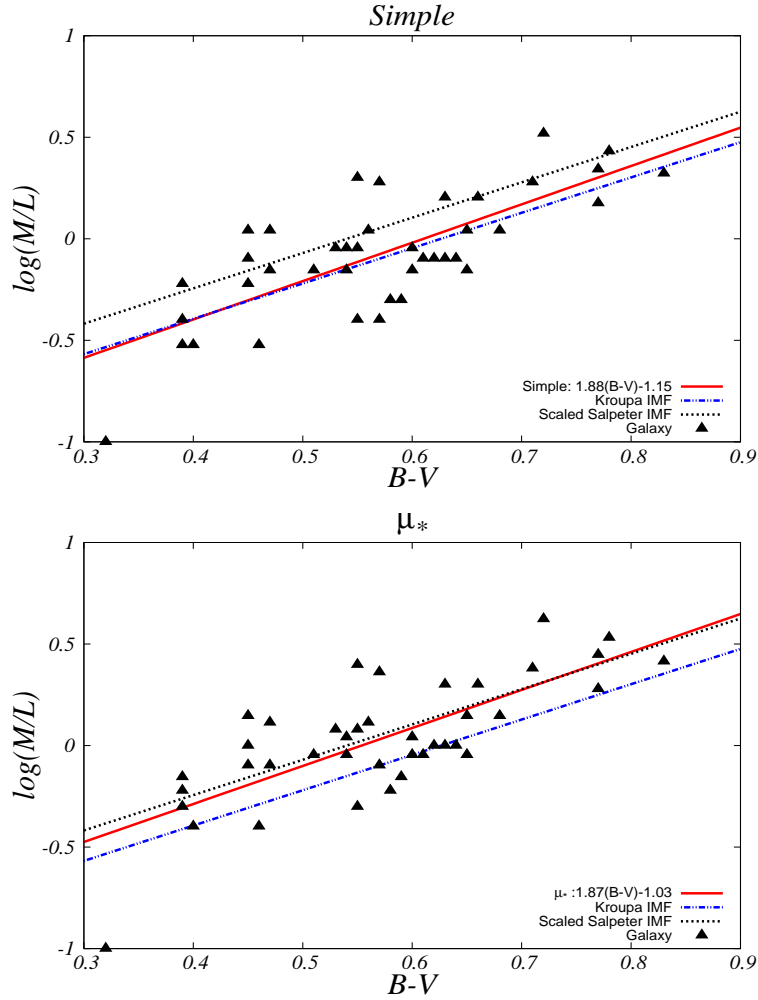 Simple
1
0.5
0
-0.5
-1
log(M/L)
Simple: 1.88(B-V)-1.15
Kroupa IMF
Scaled Salpeter IMF
Galaxy
0.3 0.4 0.5 0.6 0.7 0.8 0.9
B-V
μ*
1
0.5
0
-0.5
-1
log(M/L)
μ* :1.87(B-V)-1.03
Kroupa IMF
Scaled Salpeter IMF
Galaxy
0.3 0.4 0.5 0.6 0.7 0.8 0.9
B-V